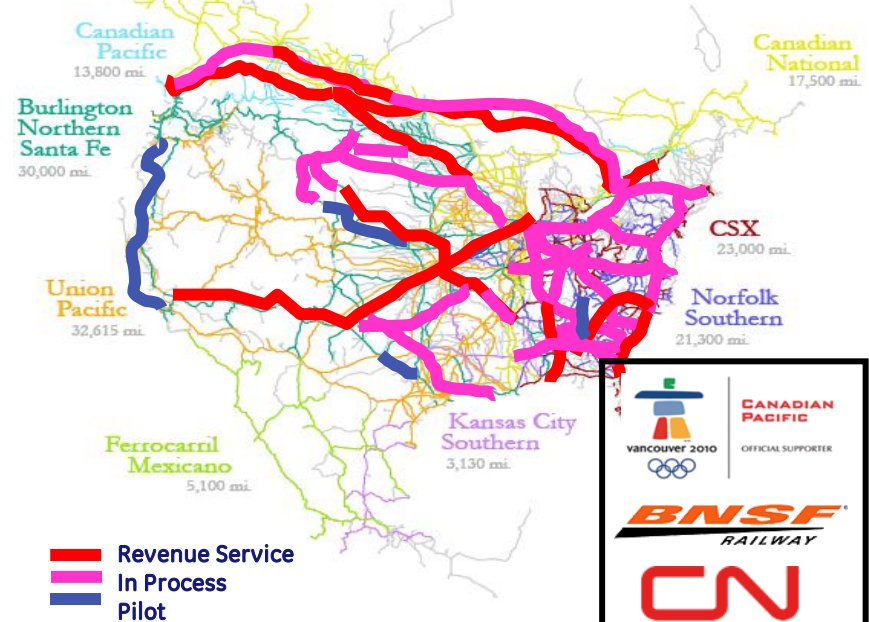 Canadian
Pacific
13,800 mi.
Canadian
National
17,500 mi.
Burlington
Northern
Santa Fe
30,000 mi.
CSX
23,000 mi.
Union
Pacific
32,615 mi.
Norfolk
Southern
21,300 mi.
Kansas City
Southern
3,130 mi.
Ferrocarril
Mexicano
5,100 mi.
Revenue Service
In Process
Pilot
vancouver 2010
CANADIAN
PACIFIC
OFFICIAL SUPPORTER
BNSF
RAILWAY
CN